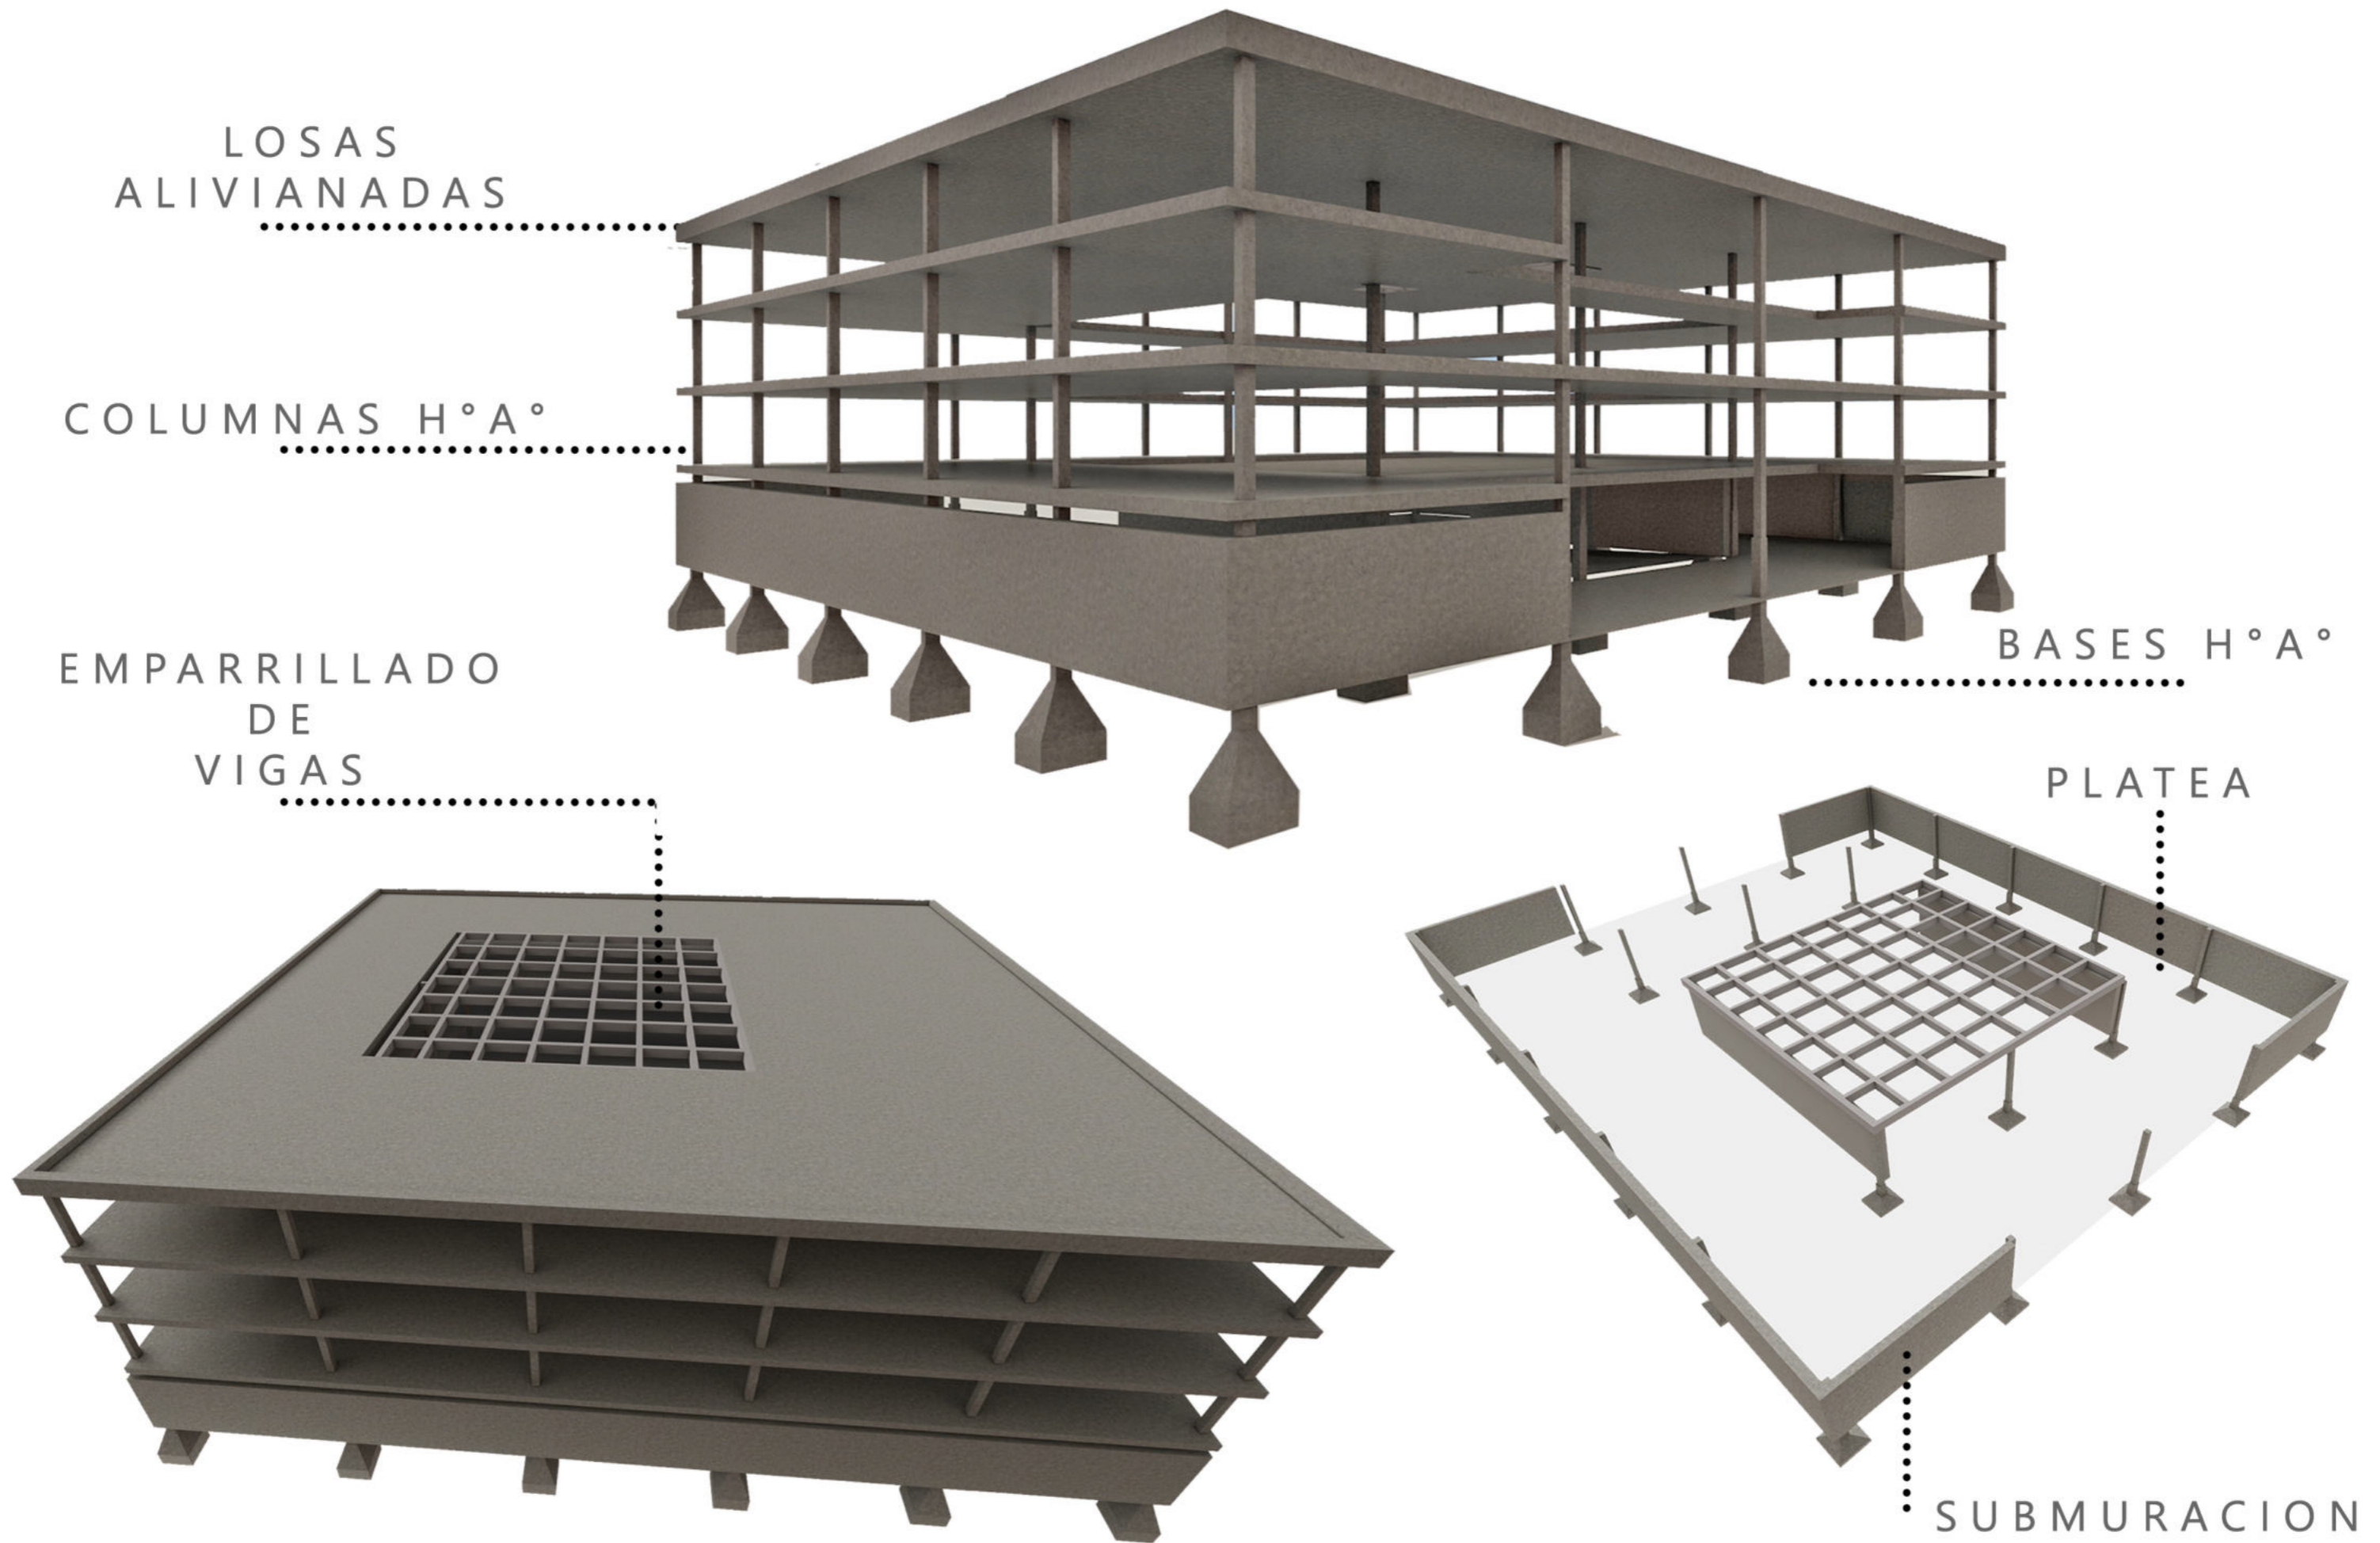 LOSAS
ALIVIANADAS
COLUMNAS H°A°
EMPARRILLADO
DE
VIGAS
BASES H°A°
PLATEA
SUBMURACION